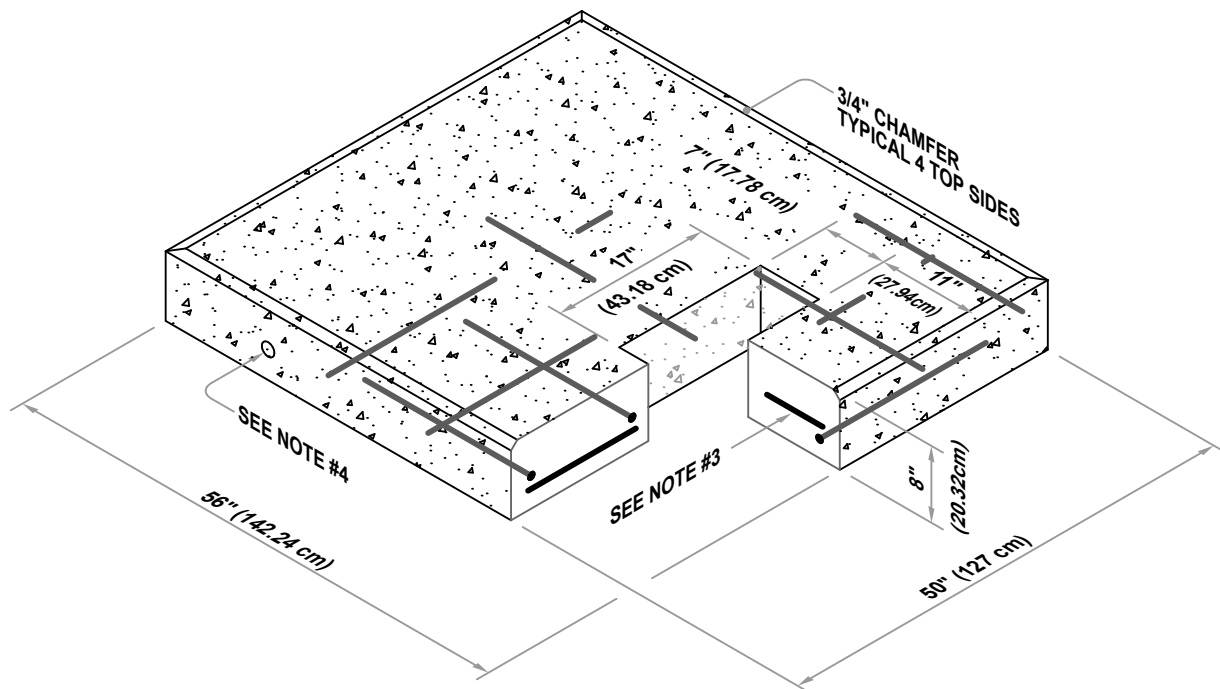 3/4" CHAMFER
TYPICAL 4 TOP SIDES
7" (17.78 cm)
17"
(43.18 cm)
11"
(27.94cm)
SEE NOTE #4
SEE NOTE #3
8"
(20.32cm)
56" (142.24 cm)
50" (127 cm)